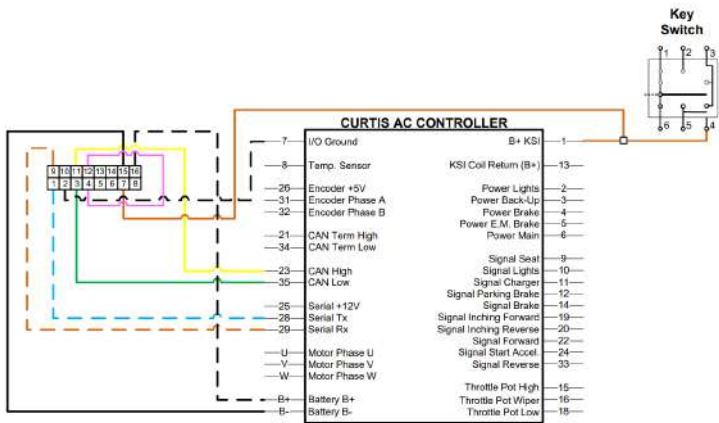 Key
Switch
1 2 3
6 5 4
CURTIS AC CONTROLLER
7 I/O Ground B+ KSI 1
8 Temp. Sensor KSI Coil Return (B+) 13
26 Encoder +5V Power Lights 2
31 Encoder Phase A Power Back-Up 3
32 Encoder Phase B Power Brake 4
Power E.M. Brake 5
21 CAN Term High Power Main 6
34 CAN Term Low
Signal Seat 9
23 CAN High Signal Lights 10
35 CAN Low Signal Charger 11
Signal Parking Brake 12
25 Serial +12V Signal Brake 14
28 Serial Tx Signal Inching Forward 19
29 Serial Rx Signal Inching Reverse 20
Signal Forward 22
U Motor Phase U Signal Start Accel. 24
V Motor Phase V Signal Reverse 33
W Motor Phase W
Throttle Pot High 15
B+ Battery B+ Throttle Pot Wiper 16
B- Battery B- Throttle Pot Low 18
9 10 11 12 13 14 15 16
1 2 3 4 5 6 7 8